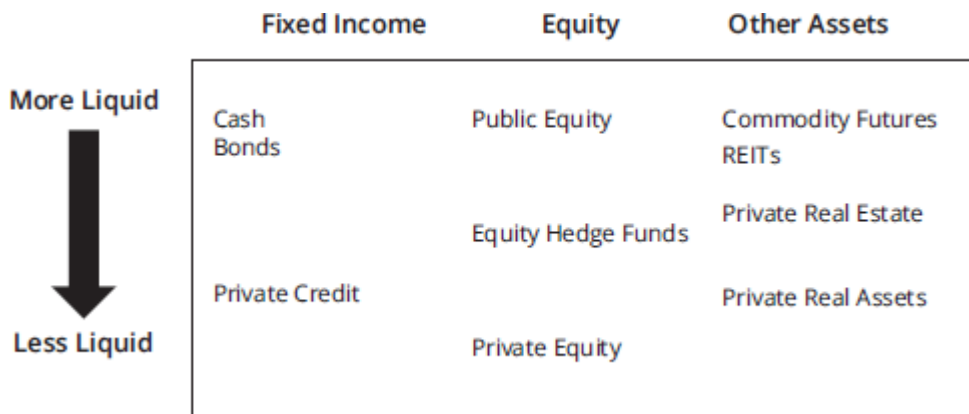 Fixed Income Equity Other Assets
More Liquid
Cash Public Equity Commodity Futures
Bonds REITs
Private Real Estate
Equity Hedge Funds
Private Credit Private Real Assets
Less Liquid
Private Equity